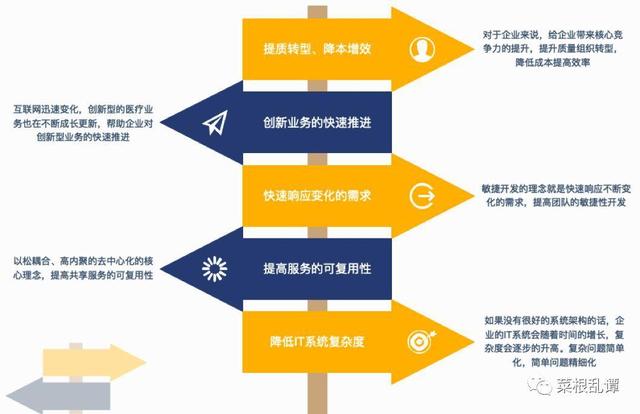 提质转型、降本增效
对于企业来说，给企业带来核心竞
争力的提升，提升质量组织转型，
降低成本提高效率
互联网迅速变化，创新型的医疗业
务也在不断成长更新，帮助企业对
创新型业务的快速推进
创新业务的快速推进
快速响应变化的需求
敏捷开发的理念就是快速响应不断变
化的需求，提高团队的敏捷性开发
以松耦合、高内聚的去中心化的核
心理念，提高共享服务的可复用性
提高服务的可复用性
降低IT系统复杂度
如果没有很好的系统架构的话，企
业的IT系统会随着时间的增长，复
杂度会逐步的升高。复杂问题简单
化，简单问题精细化
菜根乱谭